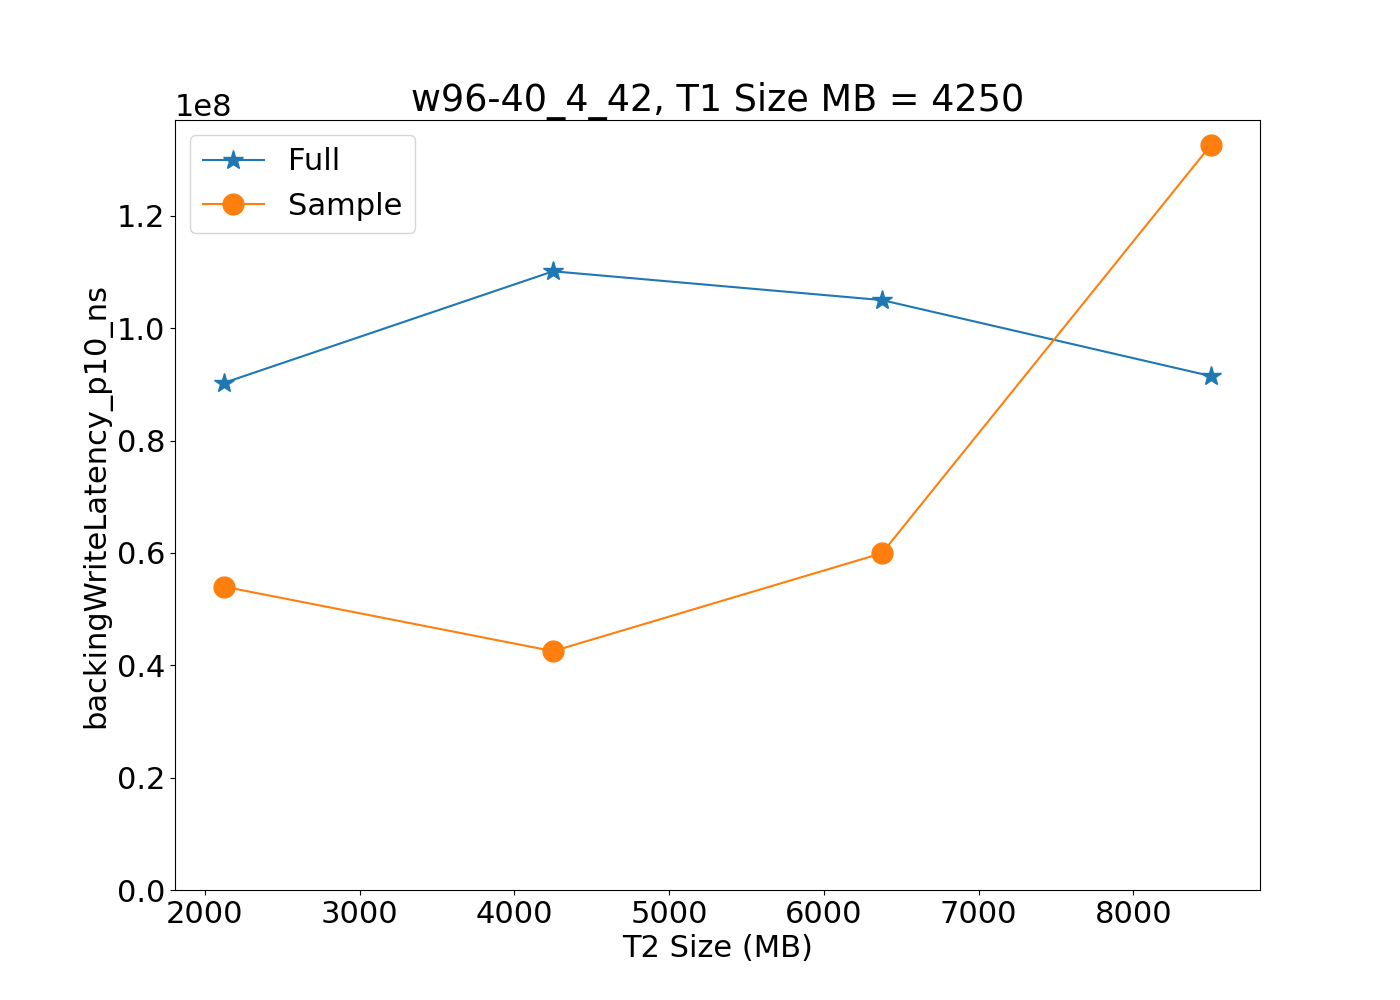 w96-40_4_42, T1 Size MB = 4250
1e8
Full
Sample
1.2
1.0
0.8
0.6
0.4
0.2
0.0
backingWriteLatency_p10_ns
2000 3000 4000 5000 6000 7000 8000
T2 Size (MB)